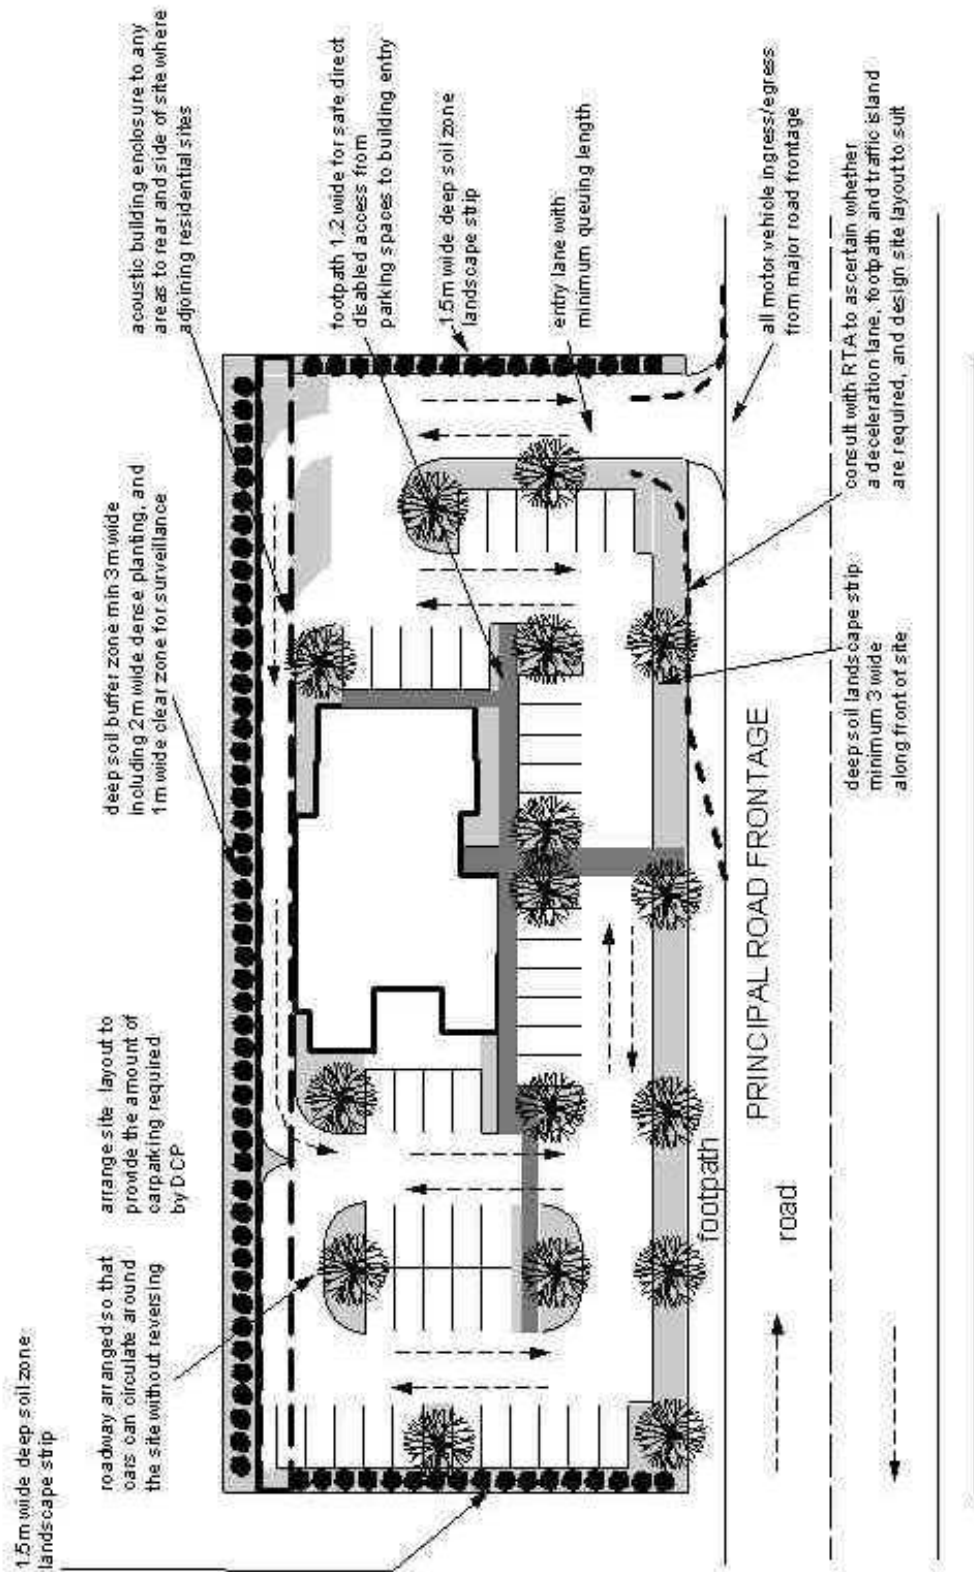 1.5m wide deep soil zone
landscape strip
roadway arranged so that
cars can circulate around
the site without reversing
arrange site layout to
provide the amount of
carparking required
by DCP
deep soil buffer zone min 3m wide
including 2m wide dense planting, and
1m wide clear zone for surveillance
acoustic building enclosure to any
areas to rear and side of site where
adjoining residential sites
footpath 1.2 wide for safe direct
disabled access from
parking spaces to building entry
1.5m wide deep soil zone
landscape strip
entry lane with
minimum queuing length
all motor vehicle ingress/egress
from major road frontage
consult with RTA to ascertain whether
a deceleration lane, footpath and traffic island
are required, and design site layout to suit
deep soil landscape strip
minimum 3 wide
along front of site
footpath
PRINCIPAL ROAD FRONTAGE
road